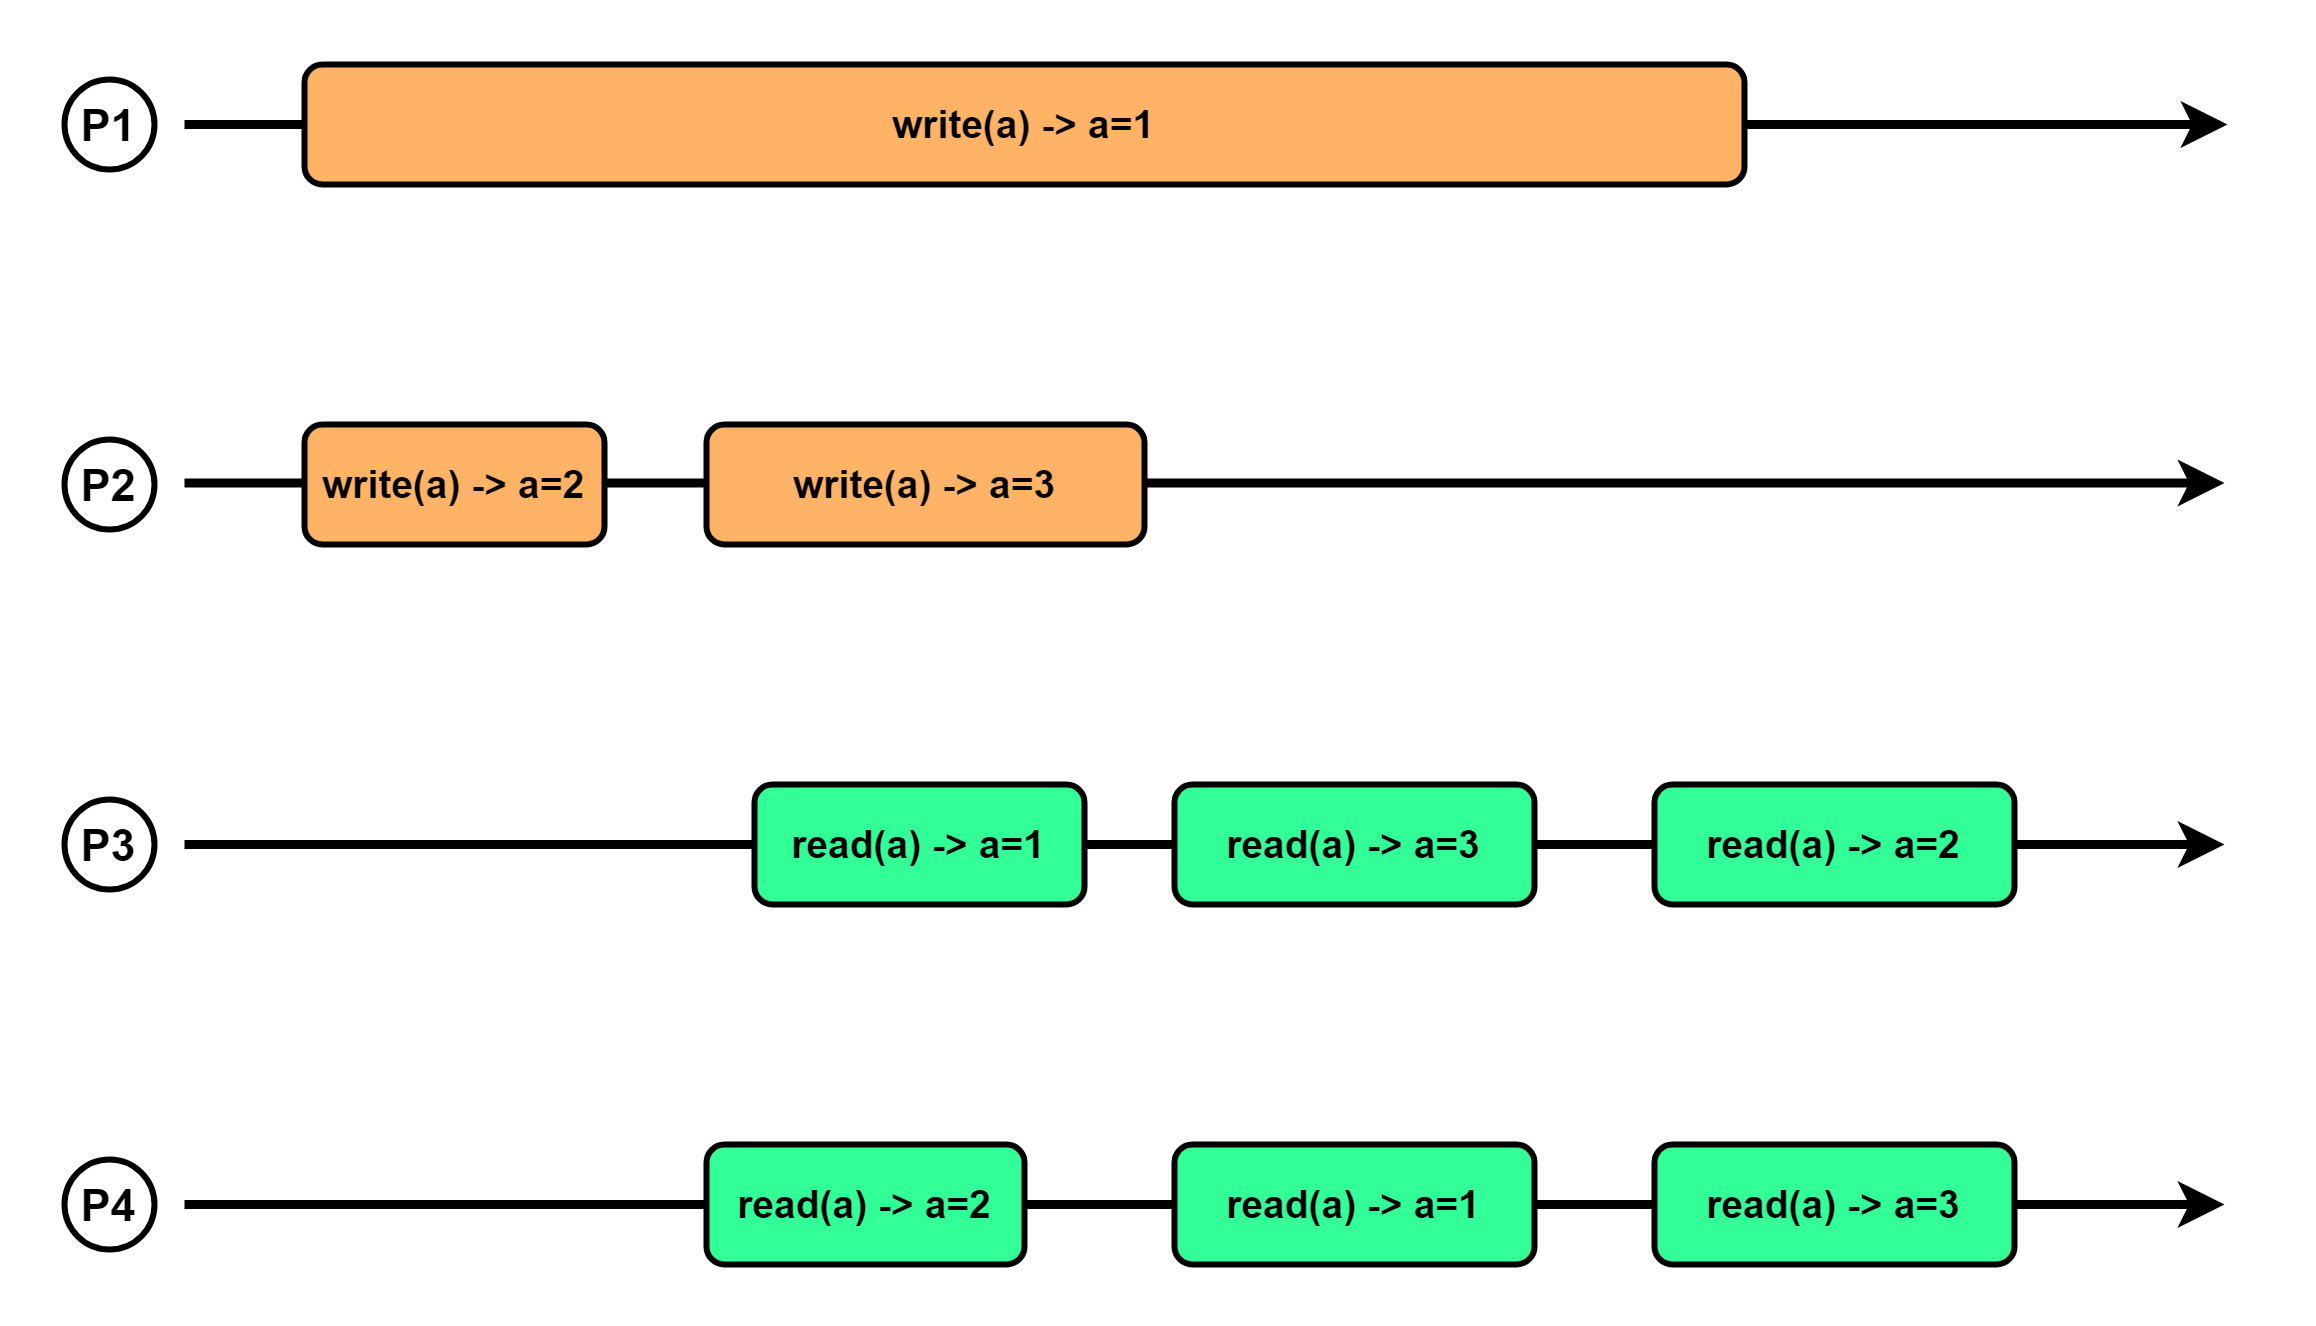 P1
write(a) -> a=1
P2
write(a) -> a=2
write(a) -> a=3
P3
read(a) -> a=1
read(a) -> a=3
read(a) -> a=2
P4
read(a) -> a=2
read(a) -> a=1
read(a) -> a=3